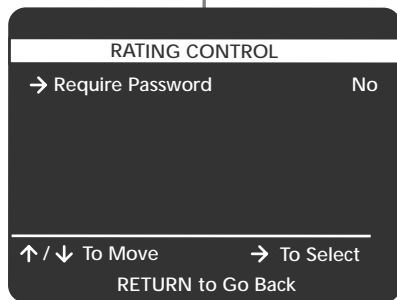 RATING CONTROL
→ Require Password No
↑ / ↓ To Move → To Select
RETURN to Go Back